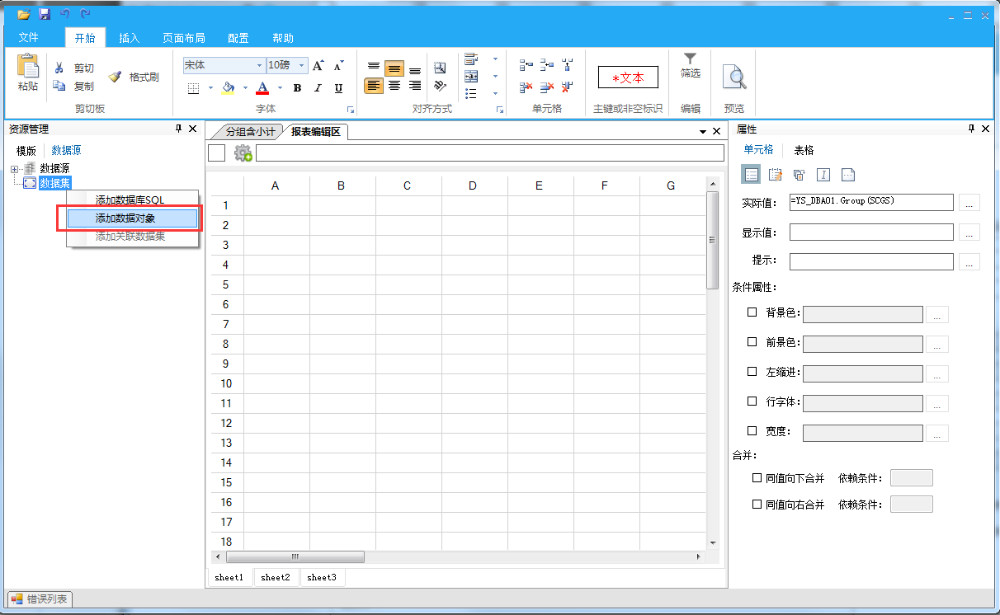 文件 开始 插入 页面布局 配置 帮助
粘贴 剪切 复制 格式刷 剪切板
宋体 10磅 A A
A B I U 字体
对齐方式
单元格
*文本 主键或非空标识
筛选 编辑
预览
资源管理
模版 数据源
数据源
数据集
添加数据库SQL
添加数据对象
添加关联数据集
分组含小计 报表编辑区
A B C D E F G
1
2
3
4
5
6
7
8
9
10
11
12
13
14
15
16
17
18
sheet1 sheet2 sheet3
属性
单元格 表格
实际值: =YS_DBA01.Group(SCGS) ...
显示值: ...
提示: ...
条件属性:
背景色: ...
前景色: ...
左缩进: ...
行字体: ...
宽度: ...
合并:
同值向下合并 依赖条件:
同值向右合并 依赖条件:
错误列表